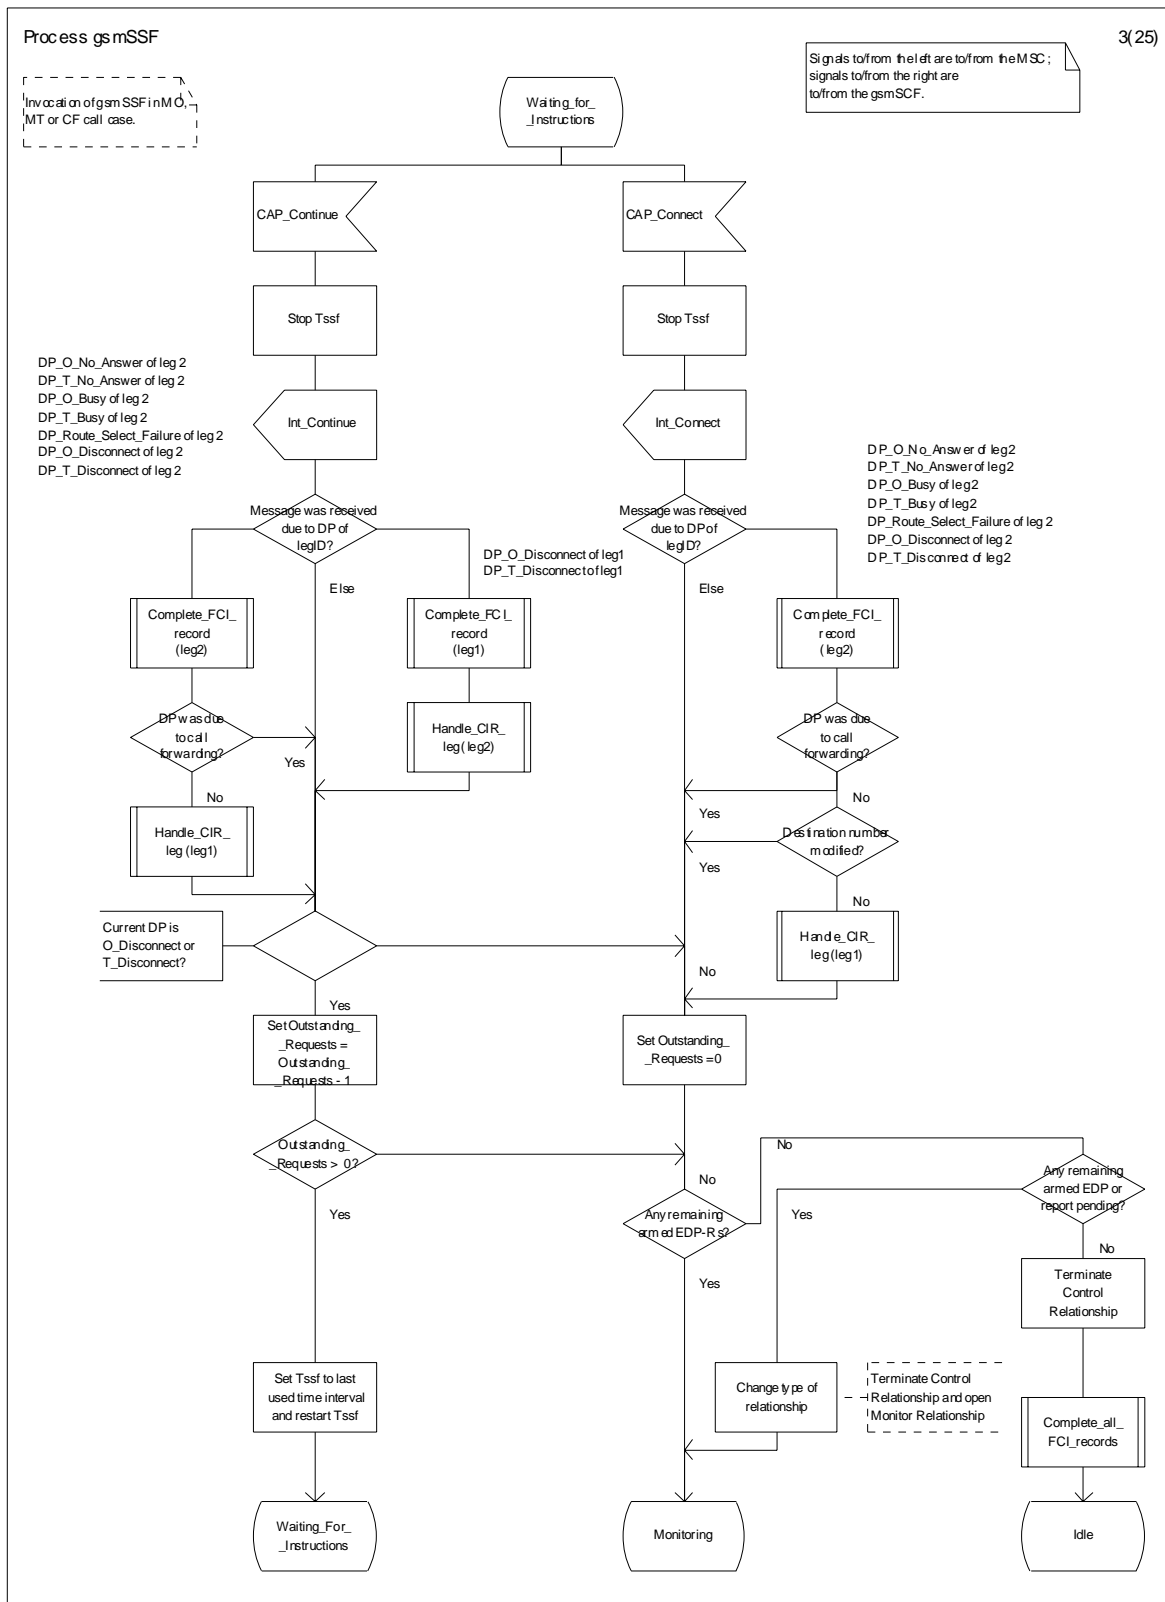 Process gsmSSF
3(25)
Invocation of gsmSSF in MO,
MT or CF call case.
Signals to/from the left are to/from the MSC;
signals to/from the right are
to/from the gsmSCF.
Waiting_for_
_Instructions
CAP_Continue
CAP_Connect
Stop Tssf
Stop Tssf
DP_O_No_Answer of leg 2
DP_T_No_Answer of leg 2
DP_O_Busy of leg 2
DP_T_Busy of leg 2
DP_Route_Select_Failure of leg 2
DP_O_Disconnect of leg 2
DP_T_Disconnect of leg 2
Int_Continue
Int_Connect
DP_O_No_Answer of leg2
DP_T_No_Answer of leg2
DP_O_Busy of leg2
DP_T_Busy of leg2
DP_Route_Select_Failure of leg 2
DP_O_Disconnect of leg 2
DP_T_Disconnect of leg 2
Message was received
due to DP of
legID?
Message was received
due to DP of
legID?
DP_O_Disconnect of leg1
DP_T_Disconnect of leg1
Else
Else
Complete_FCI_
record
(leg2)
Complete_FCI_
record
(leg1)
Complete_FCI_
record
(leg2)
DP was due
to call
forwarding?
Yes
Handle_CIR_
leg(leg2)
DP was due
to call
forwarding?
No
No
Yes
Handle_CIR_
leg (leg1)
Destination number
modified?
Yes
No
Current DP is
O_Disconnect or
T_Disconnect?
Handle_CIR_
leg (leg1)
No
Yes
Set Outstanding_
_Requests =
Outstanding_
_Requests - 1
Set Outstanding_
_Requests =0
Outstanding_
_Requests > 0?
No
No
Any remaining
armed EDP or
report pending?
Yes
Any remaining
armed EDP-Rs?
Yes
No
Yes
Terminate
Control
Relationship
Set Tssf to last
used time interval
and restart Tssf
Change type of
relationship
Terminate Control
Relationship and open
Monitor Relationship
Complete_all_
FCI_records
Waiting_For_
_Instructions
Monitoring
Idle